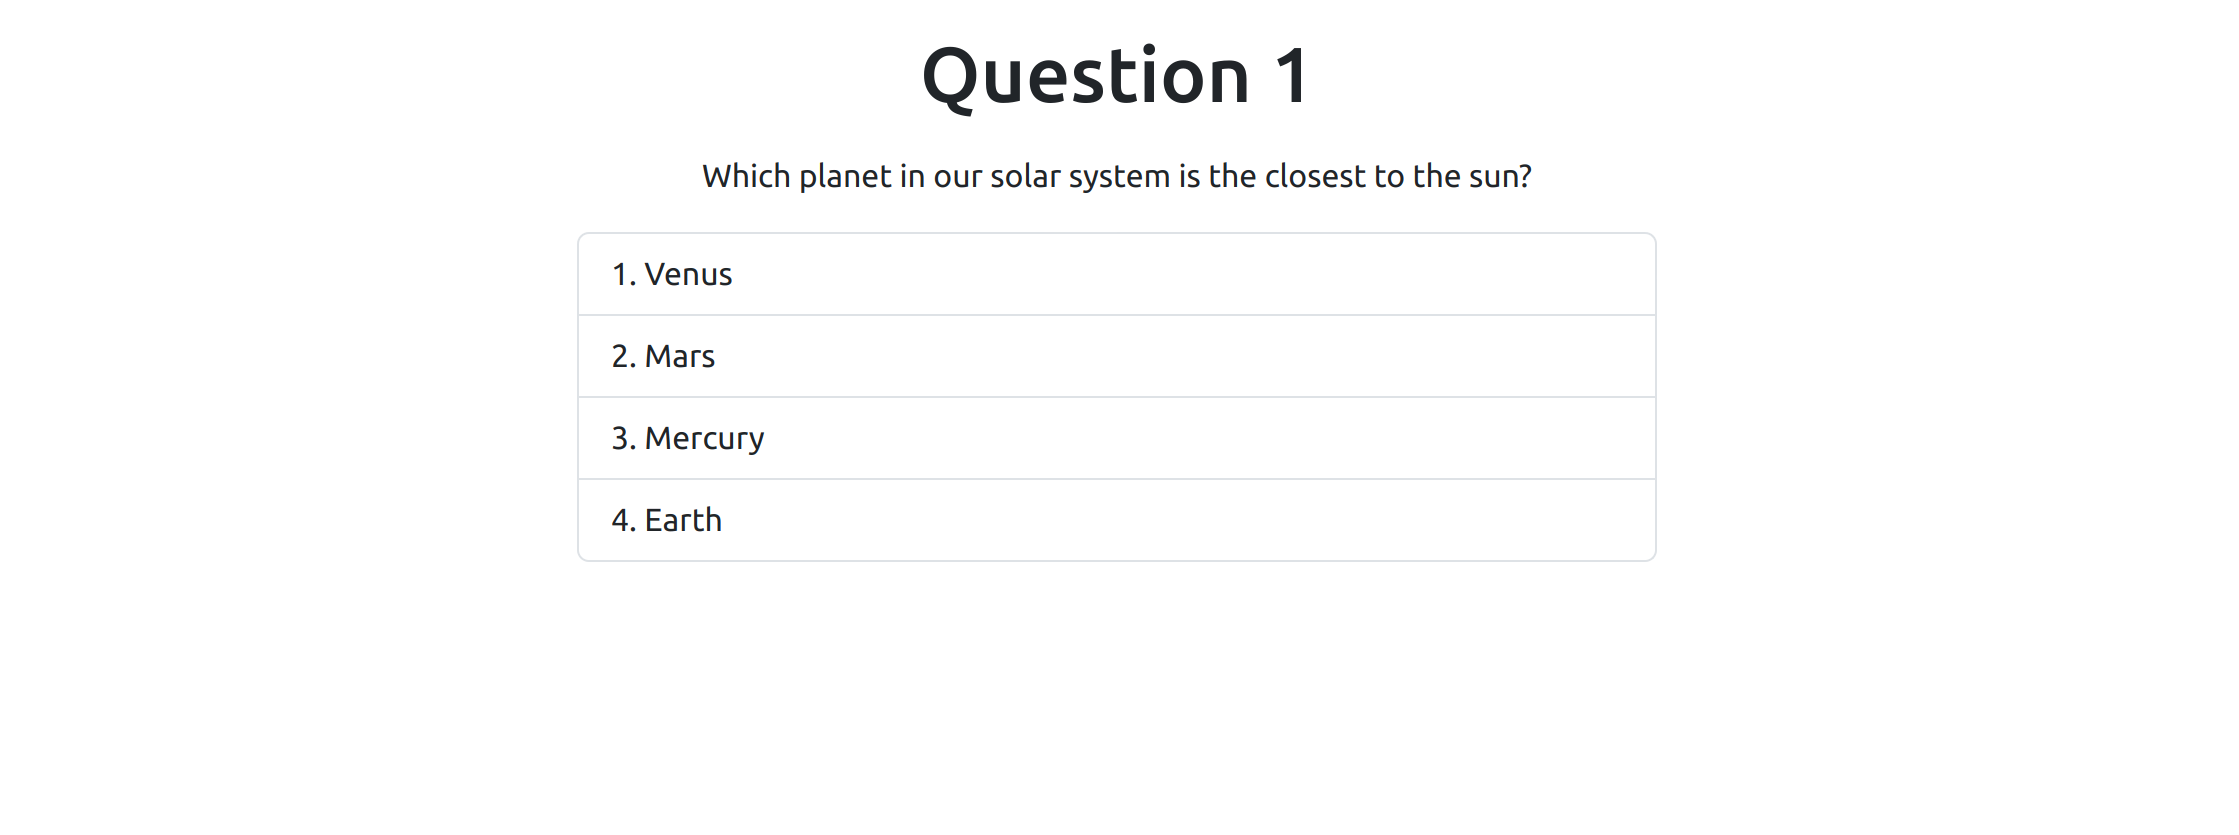 Question 1
Which planet in our solar system is the closest to the sun?
1. Venus
2. Mars
3. Mercury
4. Earth